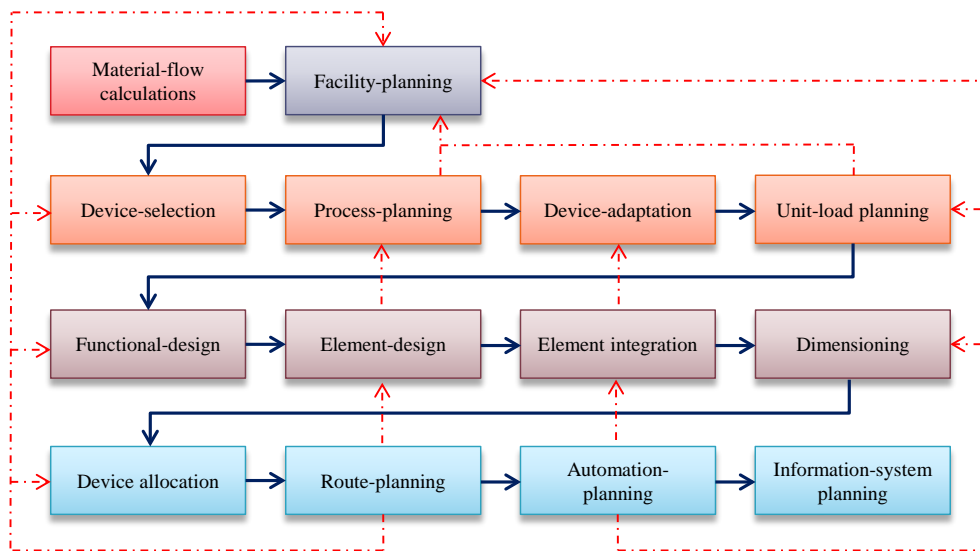 Material-flow
calculations
Facility-planning
Device-selection
Process-planning
Device-adaptation
Unit-load planning
Functional-design
Element-design
Element integration
Dimensioning
Device allocation
Route-planning
Automation-
planning
Information-system
planning